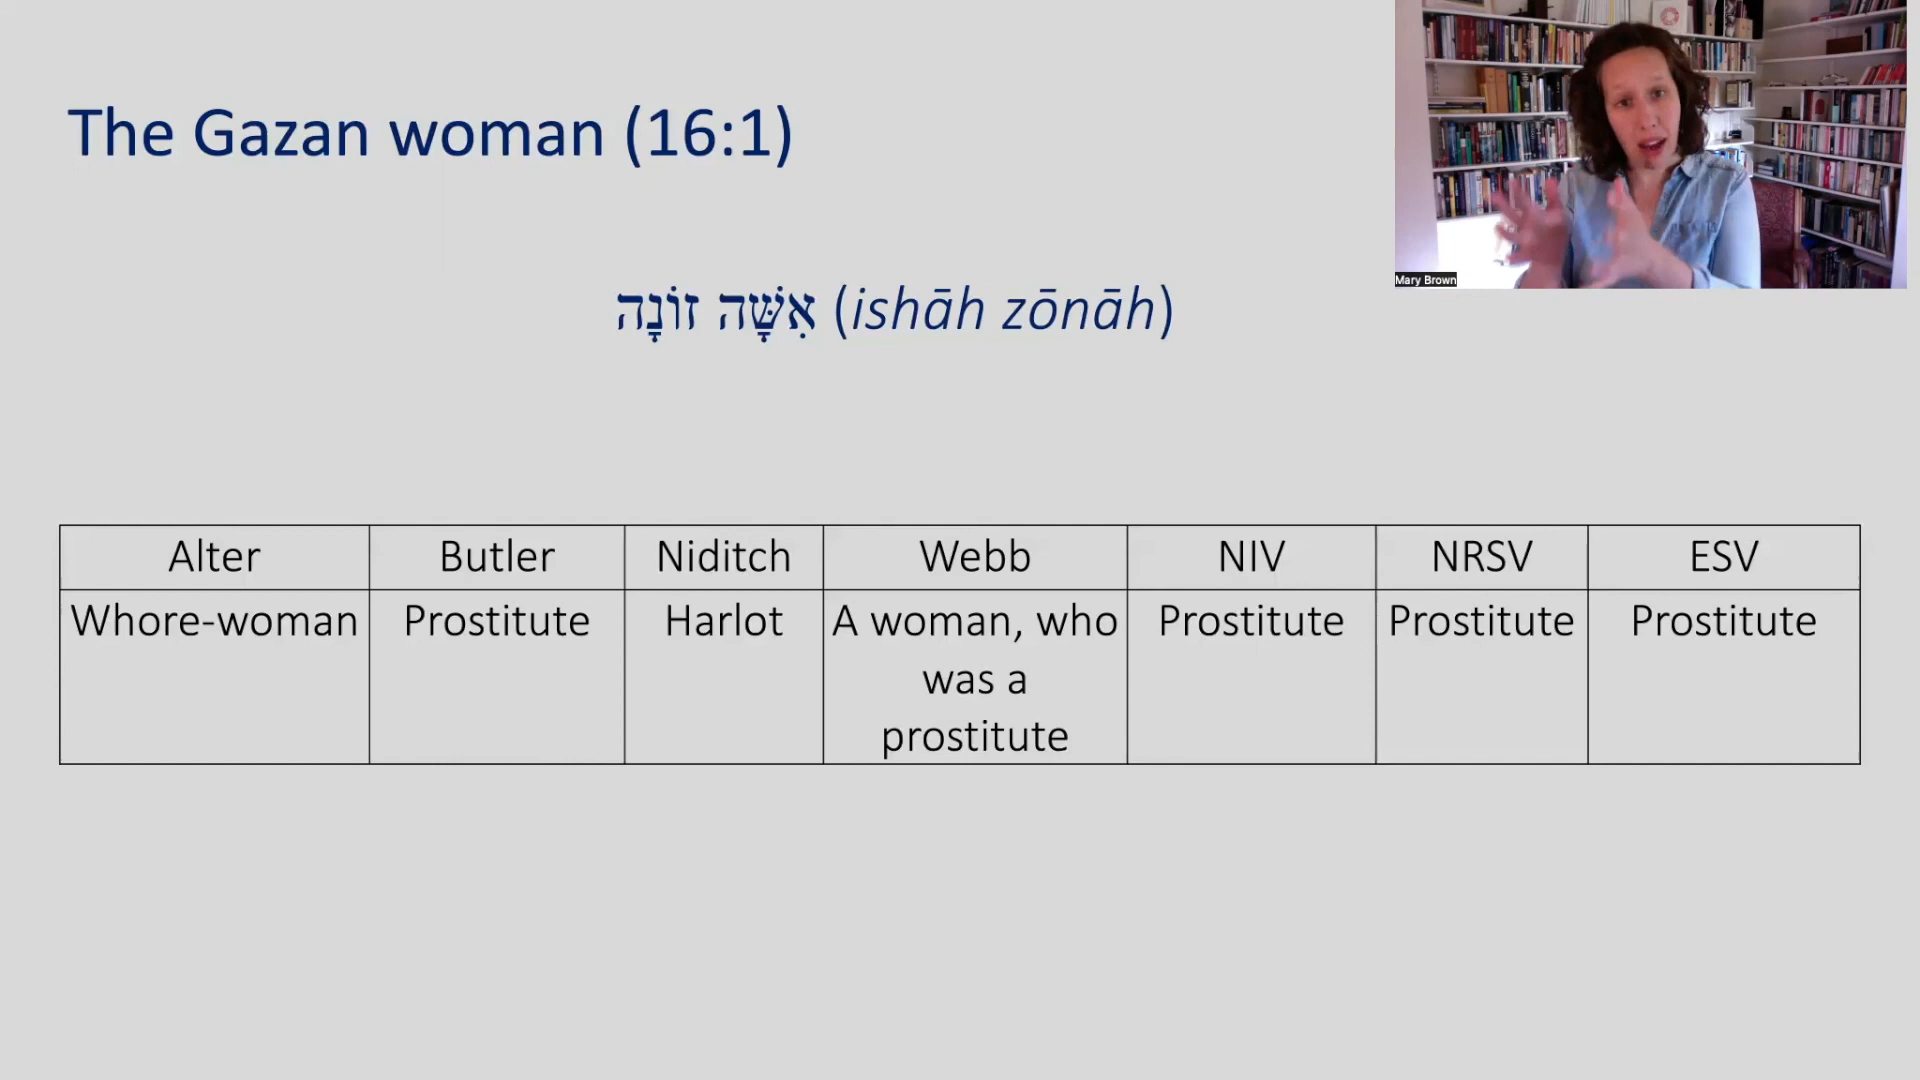 The Gazan woman (16:1)
Mary Brown
אִשָּׁה זוֹנָה (ishāh zōnāh)
Alter Butler Niditch Webb NIV NRSV ESV
Whore-woman Prostitute Harlot A woman, who Prostitute Prostitute Prostitute
was a
prostitute